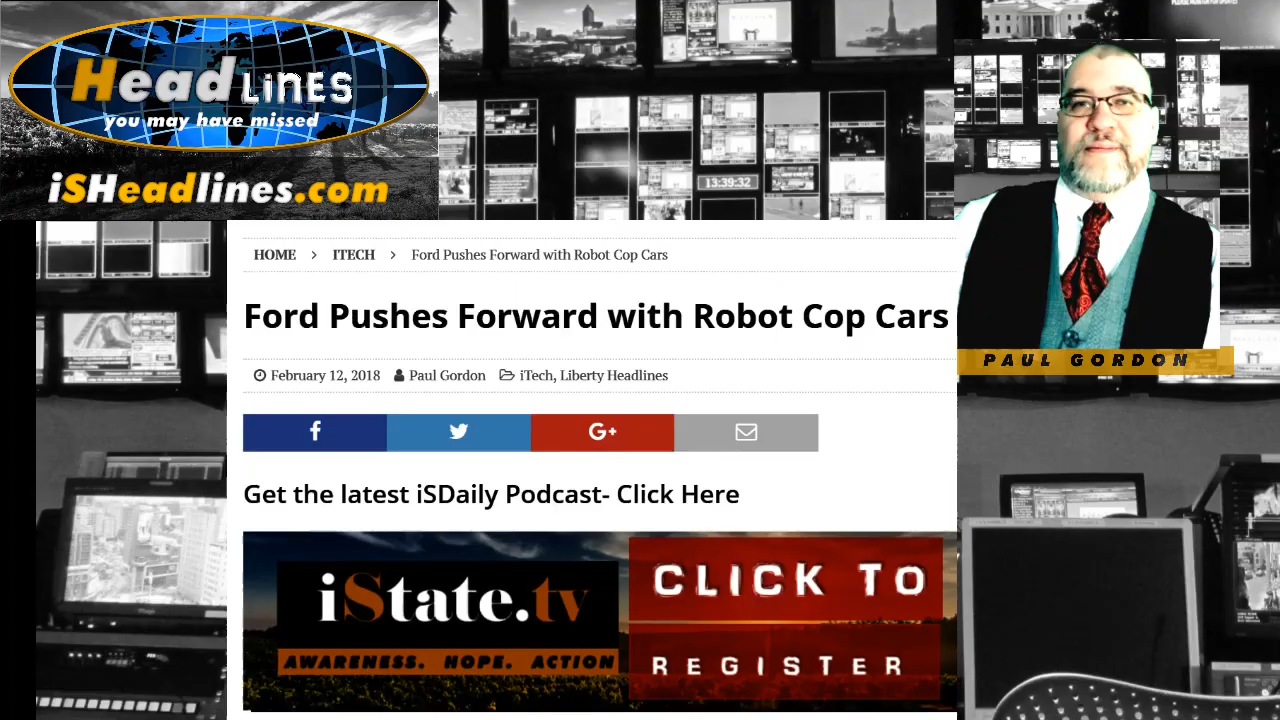 HeadLINES
you may have missed
iSHeadlines.com
13:39:32
PAUL GORDON
HOME > ITECH > Ford Pushes Forward with Robot Cop Cars
Ford Pushes Forward with Robot Cop Cars
February 12, 2018 Paul Gordon iTech, Liberty Headlines
f G+
Get the latest iSDaily Podcast- Click Here
iState.tv
AWARENESS. HOPE. ACTION
CLICK TO
REGISTER